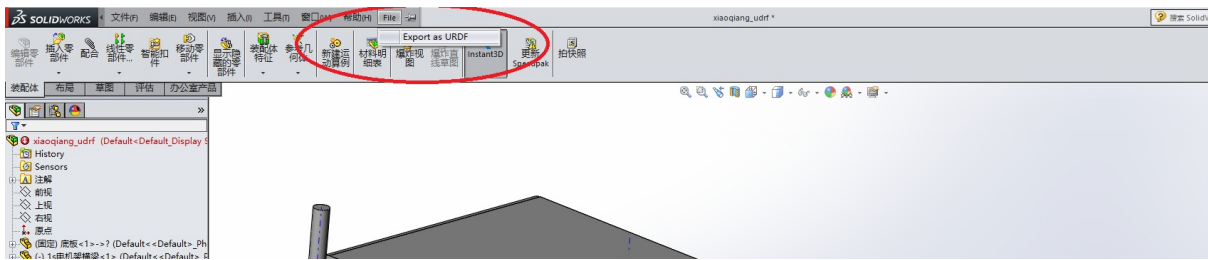 SOLIDWORKS 文件(F) 编辑(E) 视图(V) 插入(I) 工具(T) 窗口(W) 帮助(H) File xiaoqiang_udrf * 搜索 SolidW
Export as URDF
编辑零部件 插入零部件 配合 线性零部件... 智能扣件 移动零部件 显示隐藏的零部件 装配体特征 参考几何体 新建运动算例 材料明细表 爆炸视图 爆炸直线草图 Instant3D 更新Speedpak 拍快照
装配体 布局 草图 评估 办公室产品
xiaoqiang_udrf (Default<Default_Display S
History
Sensors
注解
前视
上视
右视
原点
(固定) 底板<1>->? (Default<<Default>_Ph
(-) 1s电机架横梁<1> (Default<<Default>_P